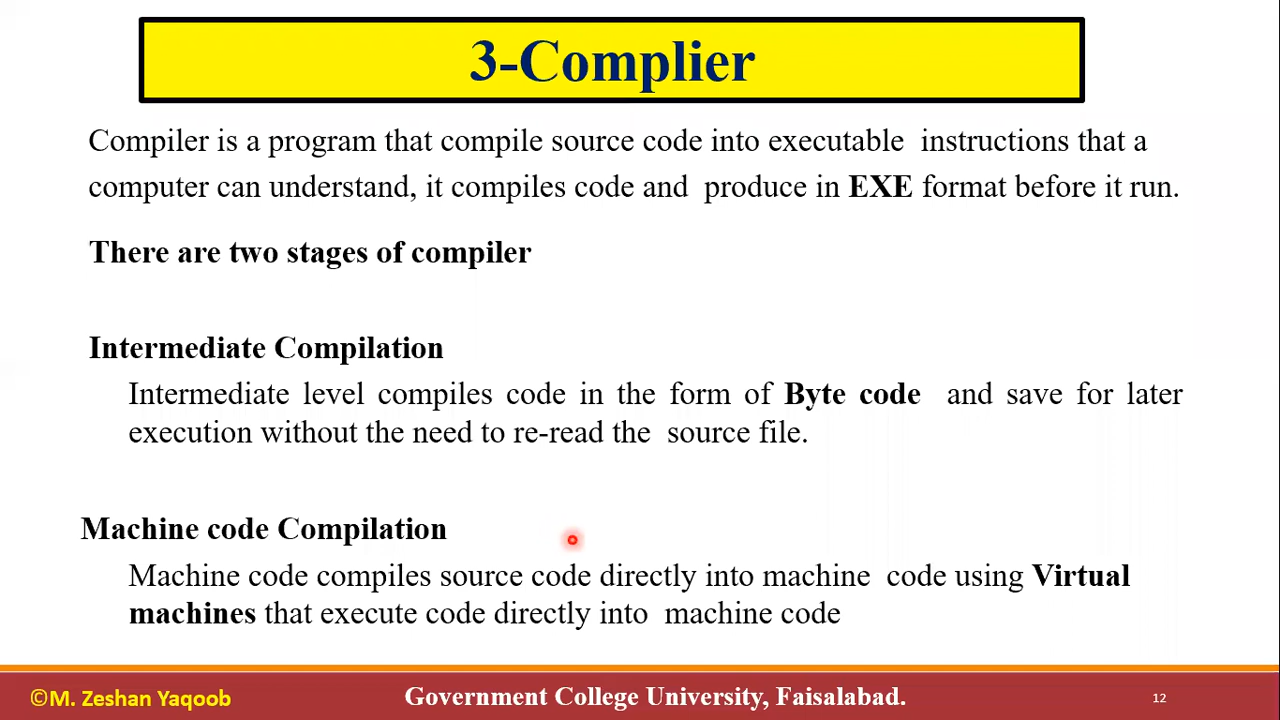 3-Complier
Compiler is a program that compile source code into executable instructions that a
computer can understand, it compiles code and produce in EXE format before it run.
There are two stages of compiler
Intermediate Compilation
Intermediate level compiles code in the form of Byte code and save for later
execution without the need to re-read the source file.
Machine code Compilation
Machine code compiles source code directly into machine code using Virtual
machines that execute code directly into machine code
©M. Zeshan Yaqoob
Government College University, Faisalabad.
12